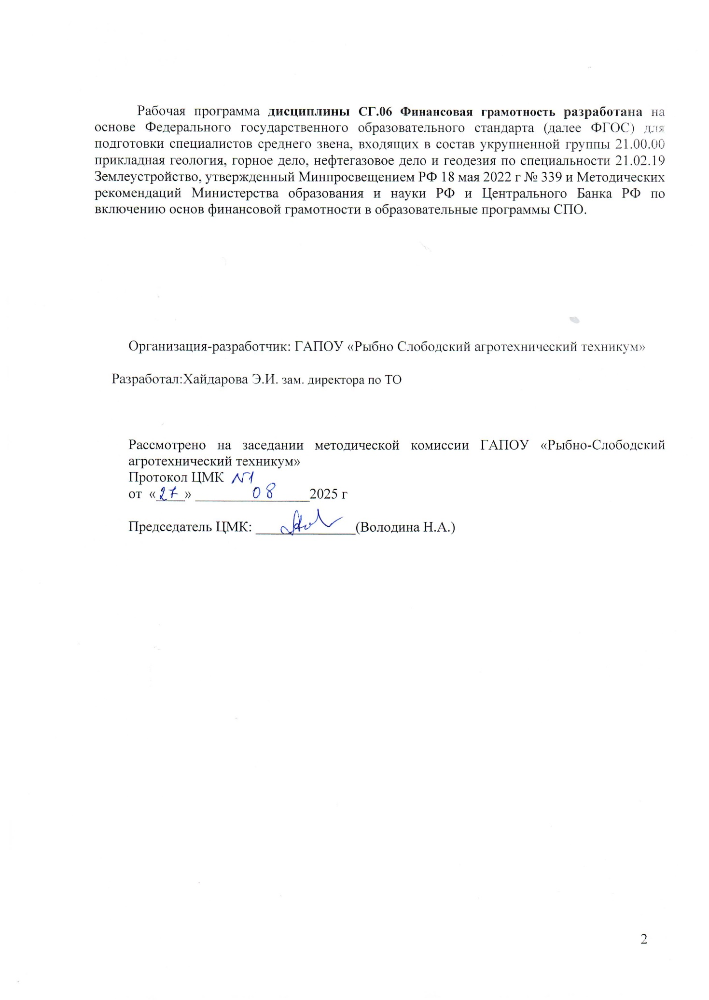 Рабочая программа дисциплины СГ.06 Финансовая грамотность разработана на
основе Федерального государственного образовательного стандарта (далее ФГОС) для
подготовки специалистов среднего звена, входящих в состав укрупненной группы 21.00.00
прикладная геология, горное дело, нефтегазовое дело и геодезия по специальности 21.02.19
Землеустройство, утвержденный Минпросвещением РФ 18 мая 2022 г № 339 и Методических
рекомендаций Министерства образования и науки РФ и Центрального Банка РФ по
включению основ финансовой грамотности в образовательные программы СПО.
Организация-разработчик: ГАПОУ «Рыбно Слободский агротехнический техникум»
Разработал:Хайдарова Э.И. зам. директора по ТО
Рассмотрено на заседании методической комиссии ГАПОУ «Рыбно-Слободский
агротехнический техникум»
Протокол ЦМК №1
от «27» 08 2025 г
Председатель ЦМК: _______________(Володина Н.А.)
2